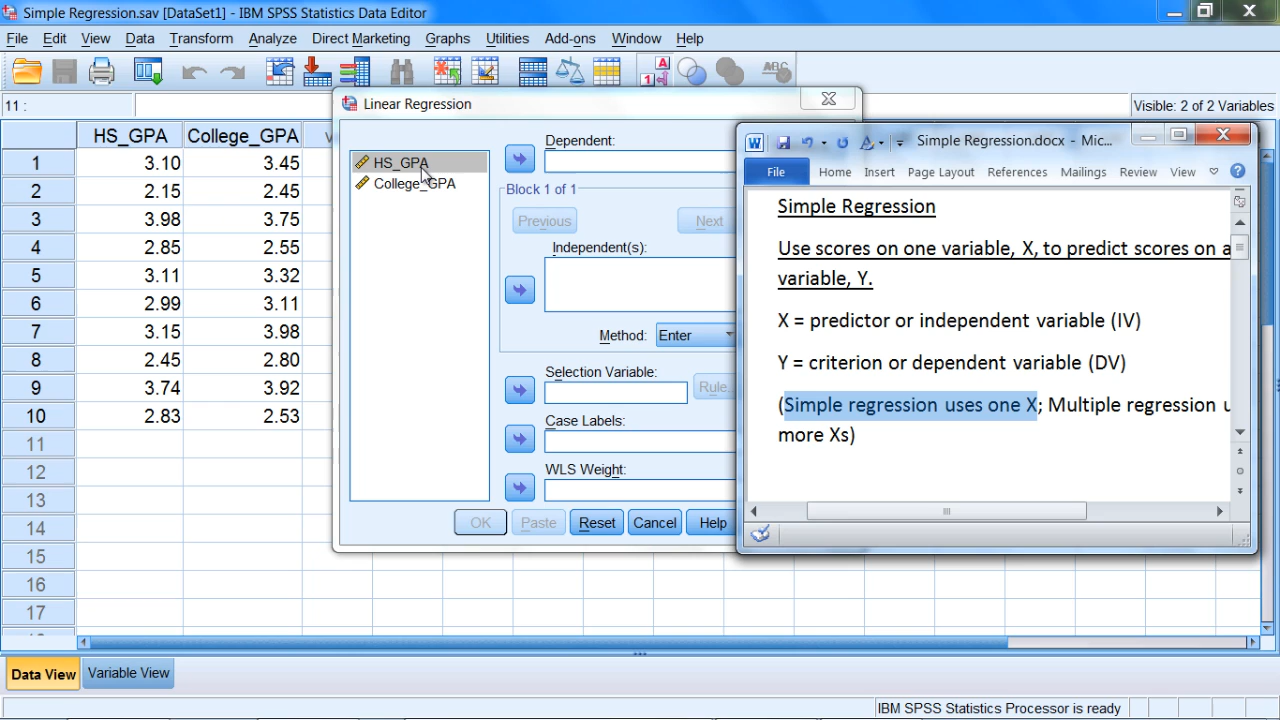 Simple Regression.sav [DataSet1] - IBM SPSS Statistics Data Editor
File Edit View Data Transform Analyze Direct Marketing Graphs Utilities Add-ons Window Help
11 :
Visible: 2 of 2 Variables
HS_GPA College_GPA
1 3.10 3.45
2 2.15 2.45
3 3.98 3.75
4 2.85 2.55
5 3.11 3.32
6 2.99 3.11
7 3.15 3.98
8 2.45 2.80
9 3.74 3.92
10 2.83 2.53
11
12
13
14
15
16
17
Linear Regression
HS_GPA
College_GPA
Dependent:
Block 1 of 1
Previous Next
Independent(s):
Method: Enter
Selection Variable:
Rule...
Case Labels:
WLS Weight:
OK Paste Reset Cancel Help
Simple Regression.docx - Mic...
File Home Insert Page Layout References Mailings Review View
Simple Regression
Use scores on one variable, X, to predict scores on a
variable, Y.
X = predictor or independent variable (IV)
Y = criterion or dependent variable (DV)
(Simple regression uses one X; Multiple regression u
more Xs)
Data View Variable View
IBM SPSS Statistics Processor is ready